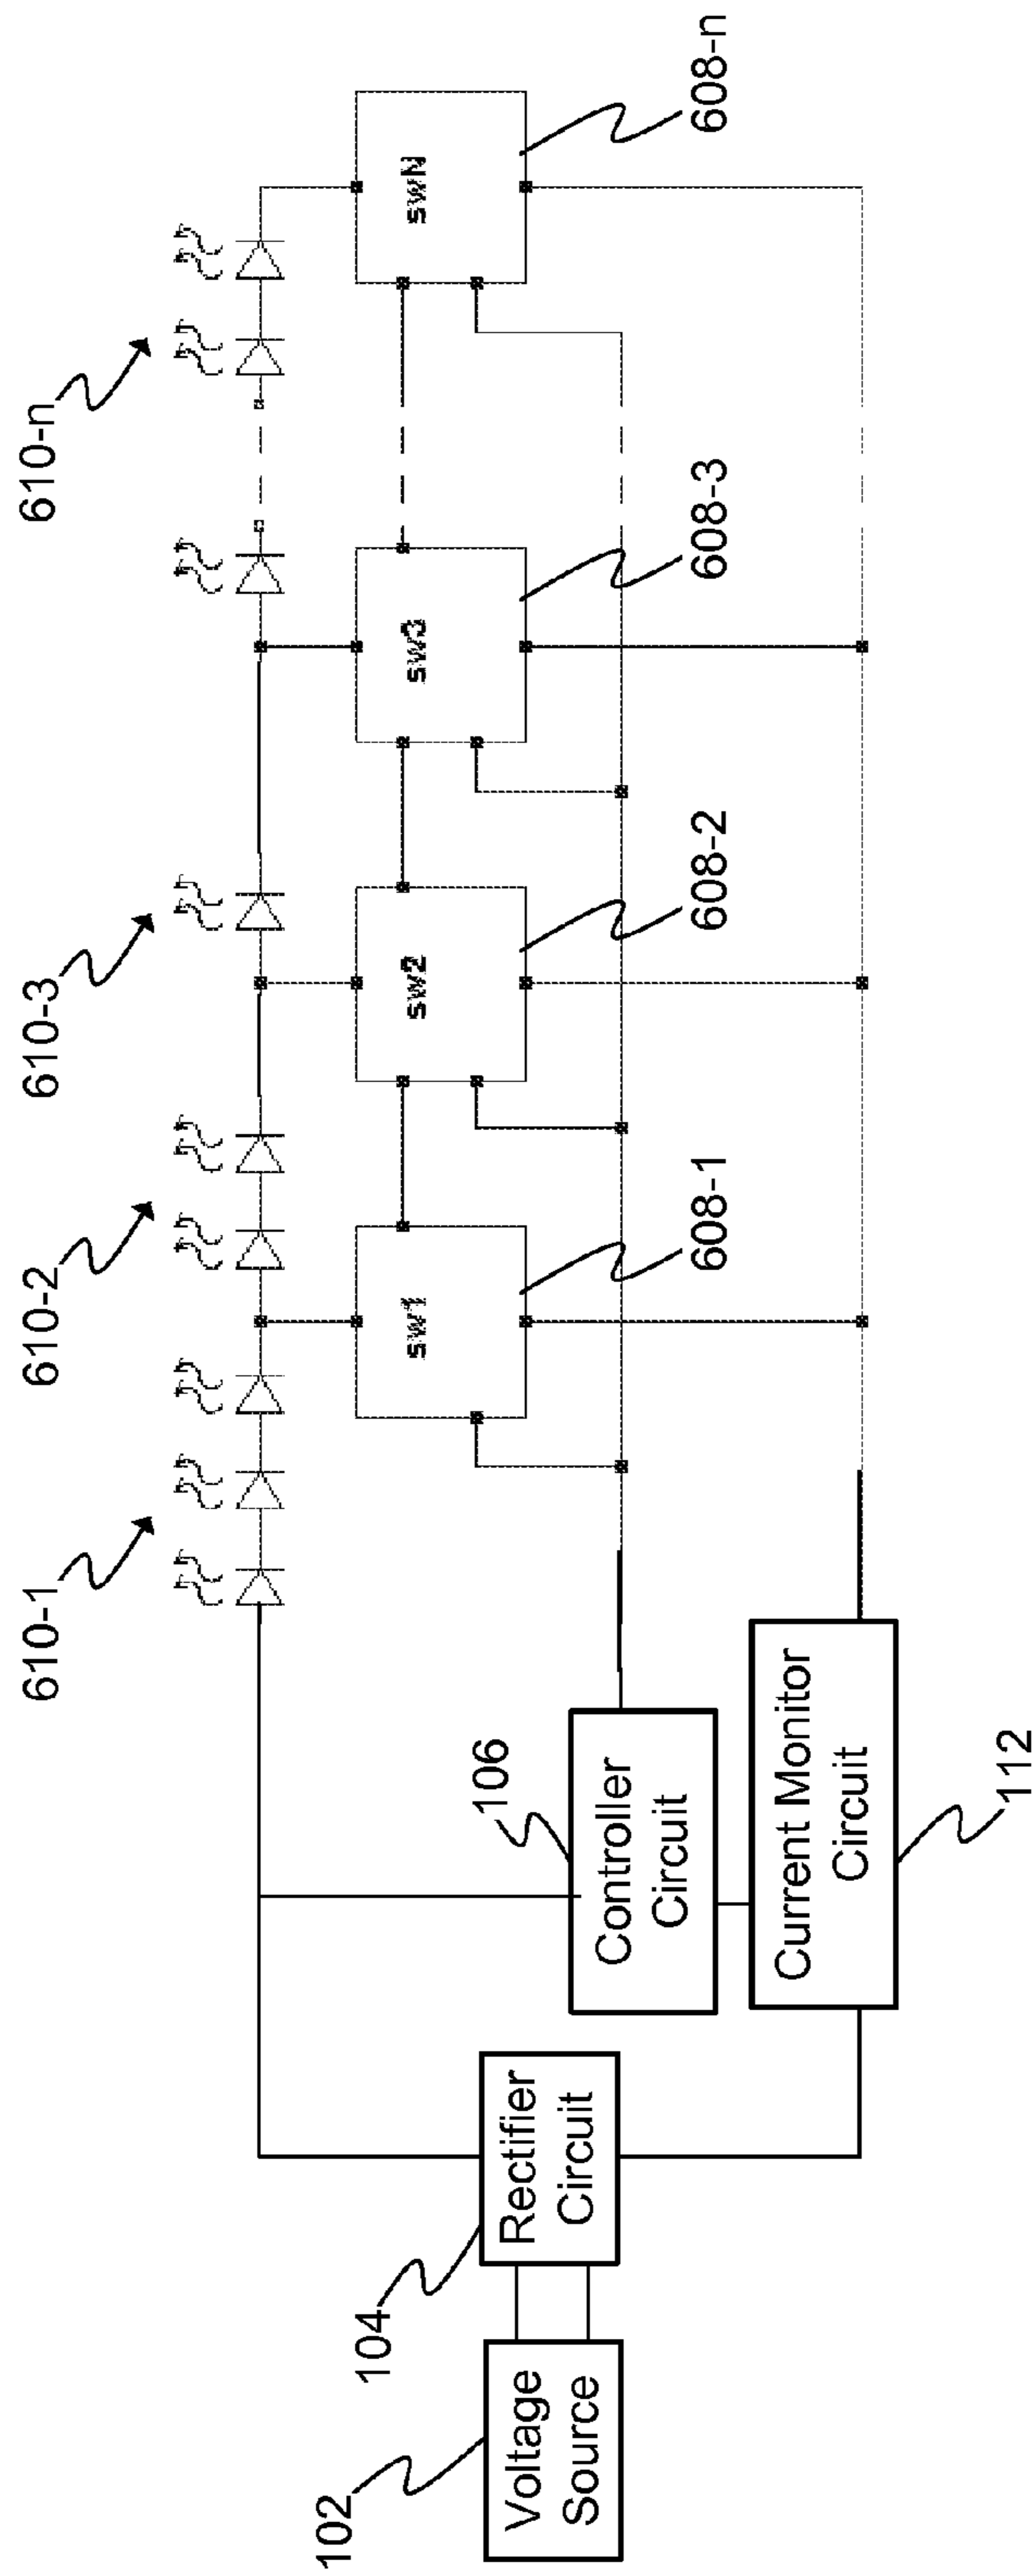 610-1
610-2
610-3
610-n
sw1
sw2
sw3
swN
608-1
608-2
608-3
608-n
102
Voltage
Source
104
Rectifier
Circuit
106
Controller
Circuit
Current Monitor
Circuit
112